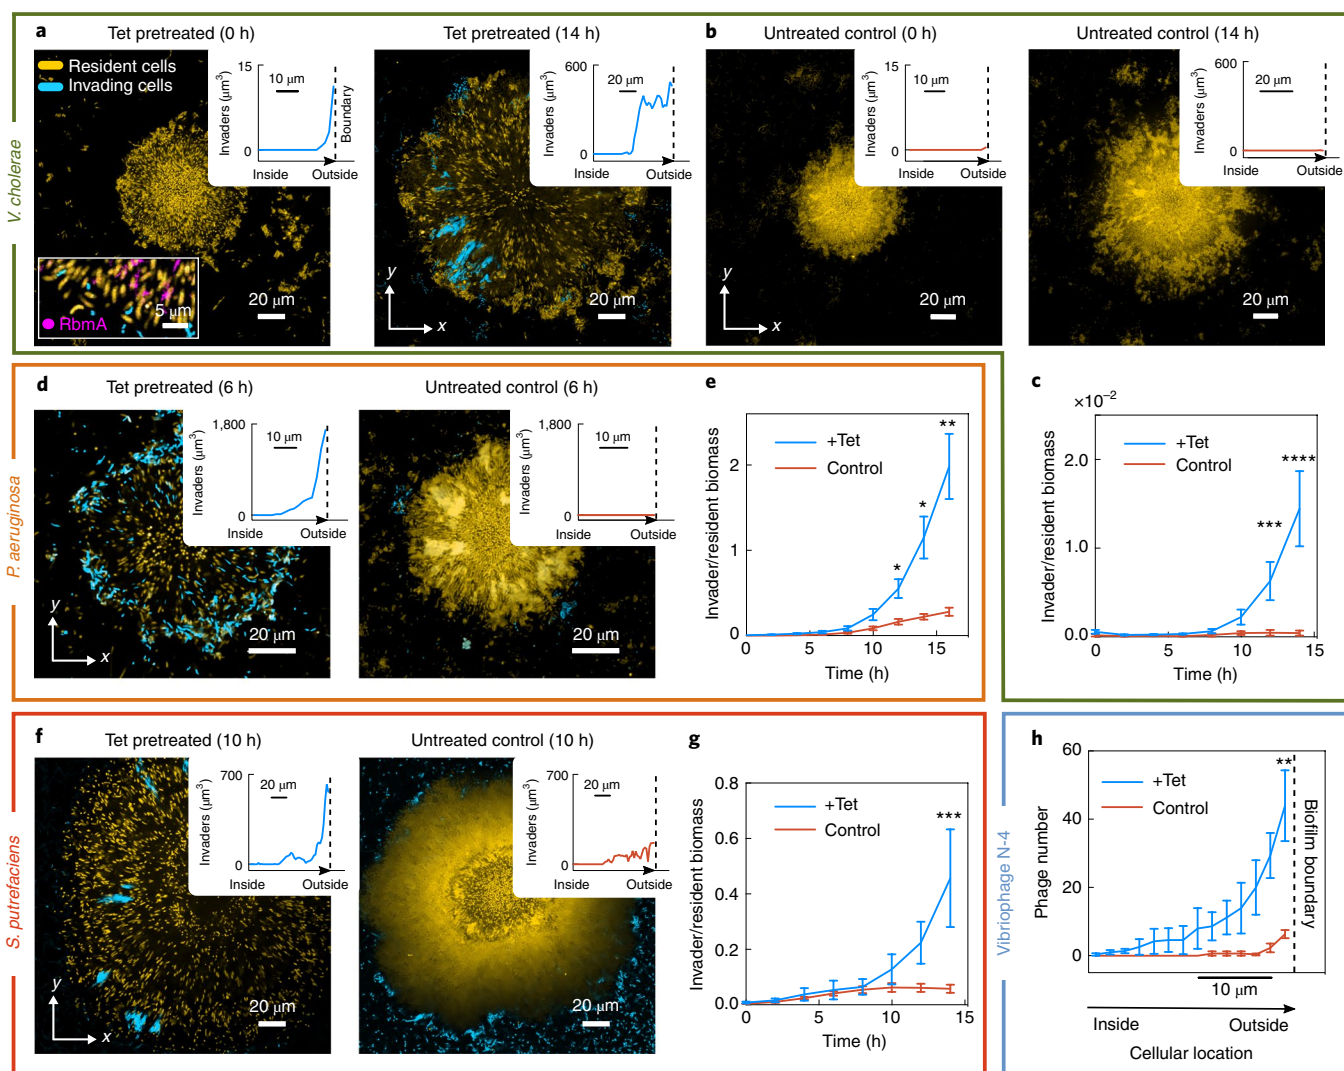 a
Tet pretreated (0 h)
Resident cells
Invading cells
15
10 μm
Invaders (μm³)
Boundary
0
Inside
Outside
5 μm
RbmA
20 μm
Tet pretreated (14 h)
600
20 μm
Invaders (μm³)
0
Inside
Outside
y
x
20 μm
b
Untreated control (0 h)
15
10 μm
Invaders (μm³)
0
Inside
Outside
y
x
20 μm
Untreated control (14 h)
600
20 μm
Invaders (μm³)
0
Inside
Outside
20 μm
V. cholerae
c
×10⁻²
+Tet
Control
****
***
2.0
1.0
0.0
0
5
10
15
Invader/resident biomass
Time (h)
P. aeruginosa
d
Tet pretreated (6 h)
1,800
10 μm
Invaders (μm³)
0
Inside
Outside
y
x
20 μm
Untreated control (6 h)
1,800
10 μm
Invaders (μm³)
0
Inside
Outside
20 μm
e
+Tet
Control
**
*
*
2
1
0
0
5
10
15
Invader/resident biomass
Time (h)
S. putrefaciens
f
Tet pretreated (10 h)
700
20 μm
Invaders (μm³)
0
Inside
Outside
y
x
20 μm
Untreated control (10 h)
700
20 μm
Invaders (μm³)
0
Inside
Outside
20 μm
g
+Tet
Control
***
0.8
0.6
0.4
0.2
0.0
0
5
10
15
Invader/resident biomass
Time (h)
Vibriophage N-4
h
+Tet
Control
**
60
40
20
0
Phage number
Biofilm boundary
10 μm
Inside
Outside
Cellular location